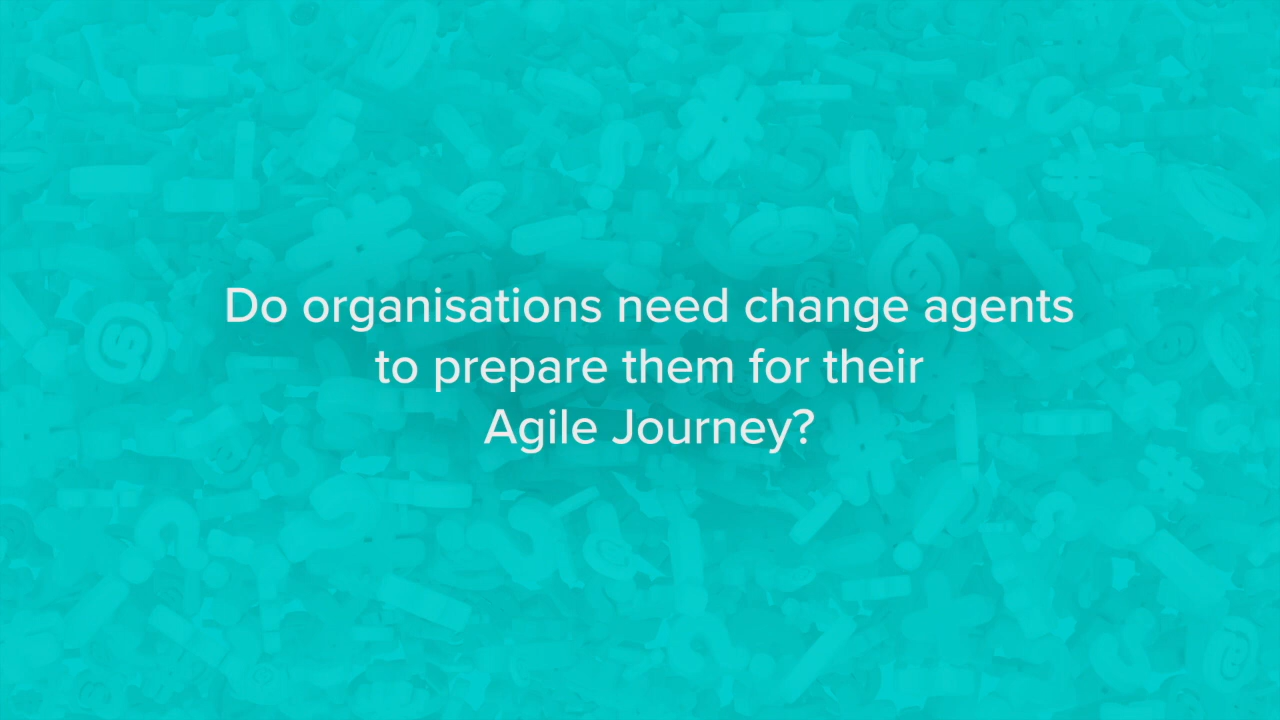 Do organisations need change agents
to prepare them for their
Agile Journey?